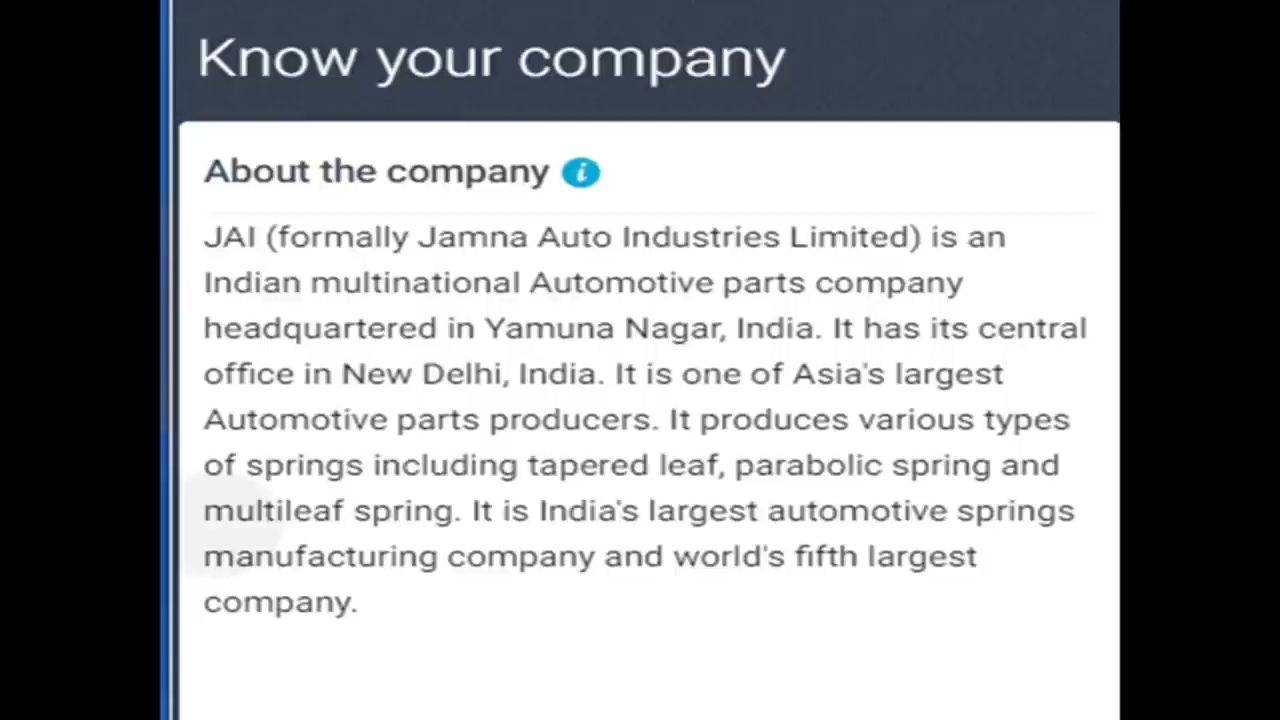 Know your company
About the company i
JAI (formally Jamna Auto Industries Limited) is an
Indian multinational Automotive parts company
headquartered in Yamuna Nagar, India. It has its central
office in New Delhi, India. It is one of Asia's largest
Automotive parts producers. It produces various types
of springs including tapered leaf, parabolic spring and
multileaf spring. It is India's largest automotive springs
manufacturing company and world's fifth largest
company.